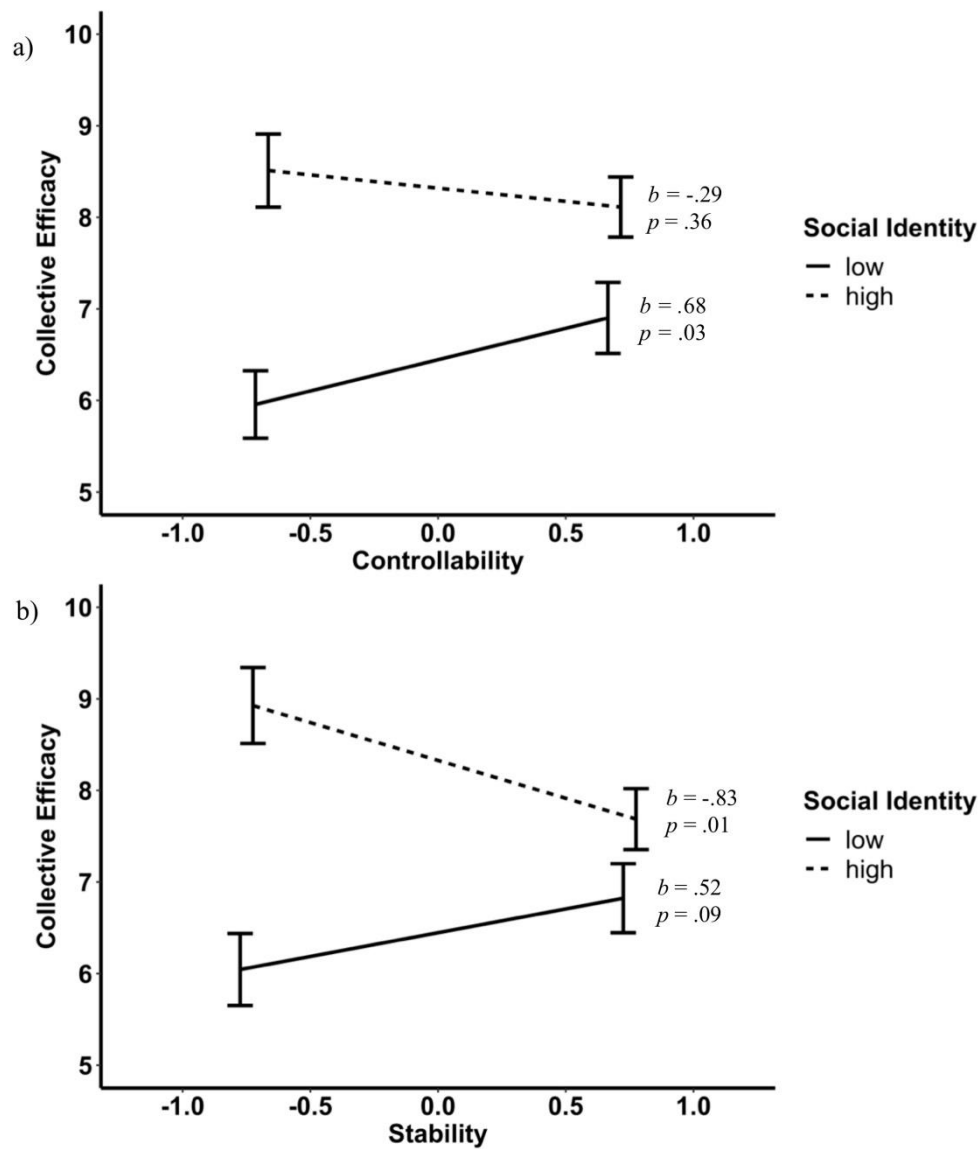 a)
Collective Efficacy
10
9
8
7
6
5
b = -.29
p = .36
b = .68
p = .03
Social Identity
low
high
-1.0 -0.5 0.0 0.5 1.0
Controllability
b)
Collective Efficacy
10
9
8
7
6
5
b = -.83
p = .01
b = .52
p = .09
Social Identity
low
high
-1.0 -0.5 0.0 0.5 1.0
Stability